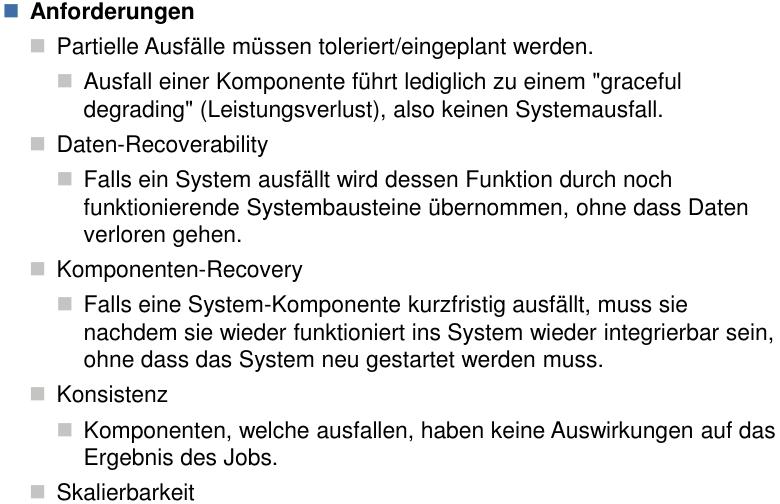 Anforderungen
Partielle Ausfälle müssen toleriert/eingeplant werden.
Ausfall einer Komponente führt lediglich zu einem "graceful
degrading" (Leistungsverlust), also keinen Systemausfall.
Daten-Recoverability
Falls ein System ausfällt wird dessen Funktion durch noch
funktionierende Systembausteine übernommen, ohne dass Daten
verloren gehen.
Komponenten-Recovery
Falls eine System-Komponente kurzfristig ausfällt, muss sie
nachdem sie wieder funktioniert ins System wieder integrierbar sein,
ohne dass das System neu gestartet werden muss.
Konsistenz
Komponenten, welche ausfallen, haben keine Auswirkungen auf das
Ergebnis des Jobs.
Skalierbarkeit